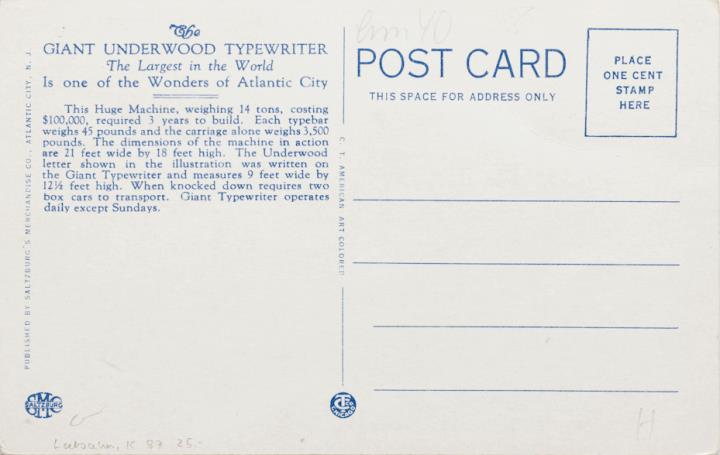 The
GIANT UNDERWOOD TYPEWRITER
The Largest in the World
Is one of the Wonders of Atlantic City
This Huge Machine, weighing 14 tons, costing
$100,000, required 3 years to build. Each typebar
weighs 45 pounds and the carriage alone weighs 3,500
pounds. The dimensions of the machine in action
are 21 feet wide by 18 feet high. The Underwood
letter shown in the illustration was written on
the Giant Typewriter and measures 9 feet wide by
12½ feet high. When knocked down requires two
box cars to transport. Giant Typewriter operates
daily except Sundays.
PUBLISHED BY SALTZBURG'S MERCHANDISE CO., ATLANTIC CITY, N. J.
SALTZBURG
C. T. AMERICAN ART COLORED
CHICAGO
POST CARD
THIS SPACE FOR ADDRESS ONLY
PLACE
ONE CENT
STAMP
HERE
K 87 25.-
H